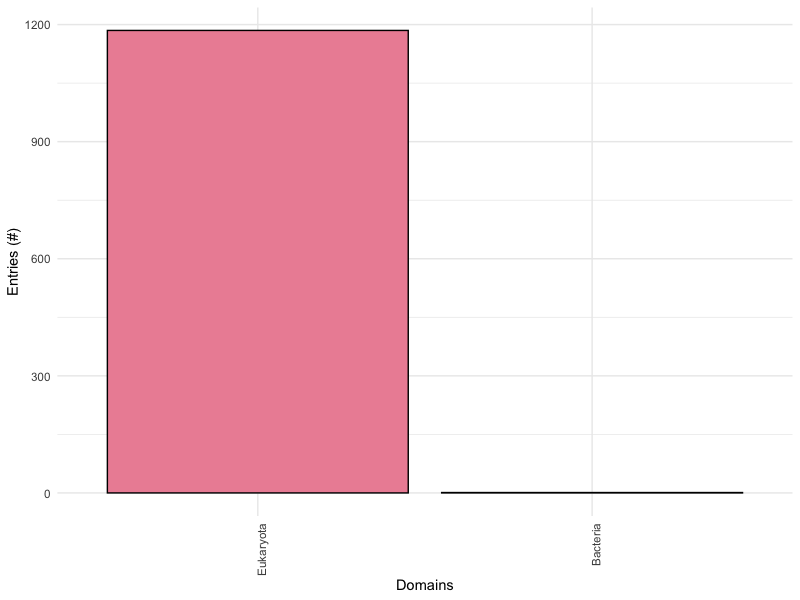 1200
900
600
300
0
Entries (#)
Eukaryota
Bacteria
Domains